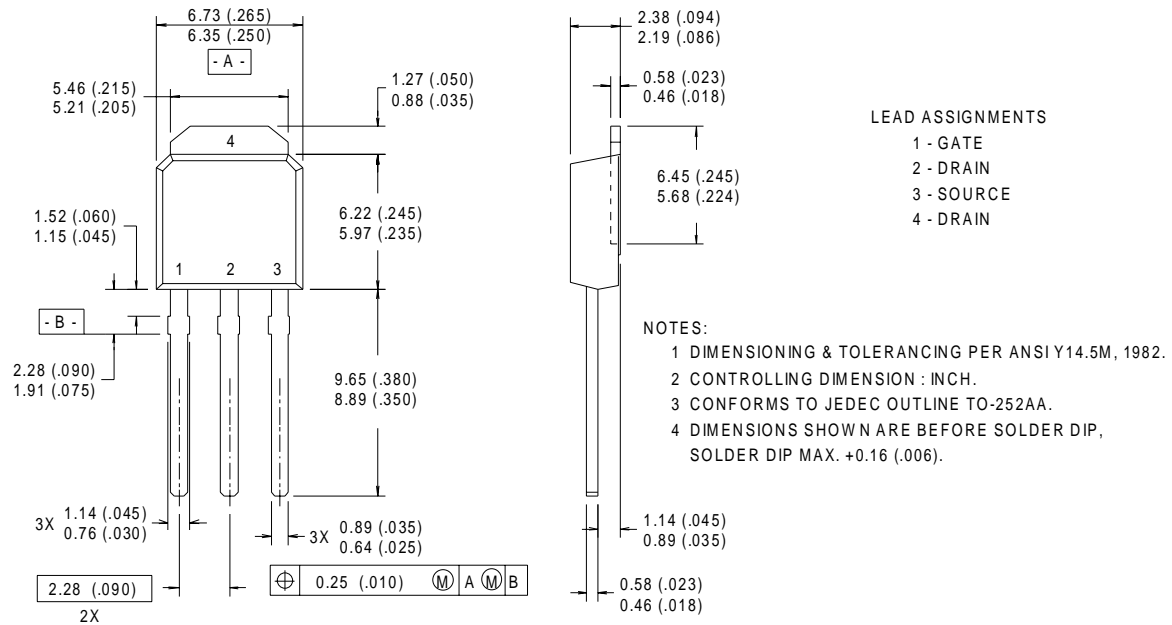 6.73 (.265)
6.35 (.250)
- A -
5.46 (.215)
5.21 (.205)
1.27 (.050)
0.88 (.035)
4
1.52 (.060)
1.15 (.045)
6.22 (.245)
5.97 (.235)
1 2 3
- B -
2.28 (.090)
1.91 (.075)
9.65 (.380)
8.89 (.350)
3X 1.14 (.045)
0.76 (.030)
3X 0.89 (.035)
0.64 (.025)
2.28 (.090)
2X
⌖ 0.25 (.010) Ⓜ A Ⓜ B
2.38 (.094)
2.19 (.086)
0.58 (.023)
0.46 (.018)
6.45 (.245)
5.68 (.224)
1.14 (.045)
0.89 (.035)
0.58 (.023)
0.46 (.018)
LEAD ASSIGNMENTS
1 - GATE
2 - DRAIN
3 - SOURCE
4 - DRAIN
NOTES:
1 DIMENSIONING & TOLERANCING PER ANSI Y14.5M, 1982.
2 CONTROLLING DIMENSION : INCH.
3 CONFORMS TO JEDEC OUTLINE TO-252AA.
4 DIMENSIONS SHOWN ARE BEFORE SOLDER DIP,
SOLDER DIP MAX. +0.16 (.006).